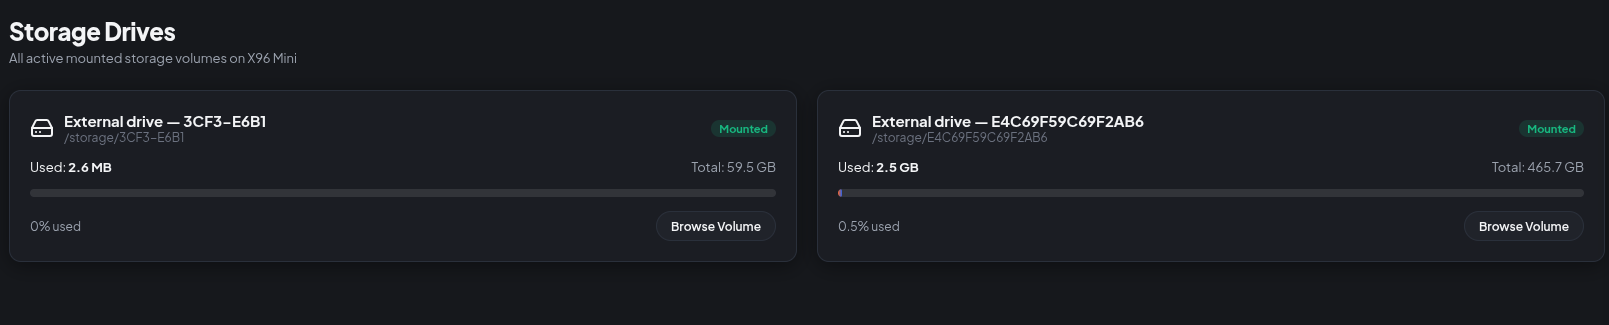 Storage Drives
All active mounted storage volumes on X96 Mini
External drive — 3CF3-E6B1
/storage/3CF3-E6B1
Mounted
Used: 2.6 MB
Total: 59.5 GB
0% used
Browse Volume
External drive — E4C69F59C69F2AB6
/storage/E4C69F59C69F2AB6
Mounted
Used: 2.5 GB
Total: 465.7 GB
0.5% used
Browse Volume